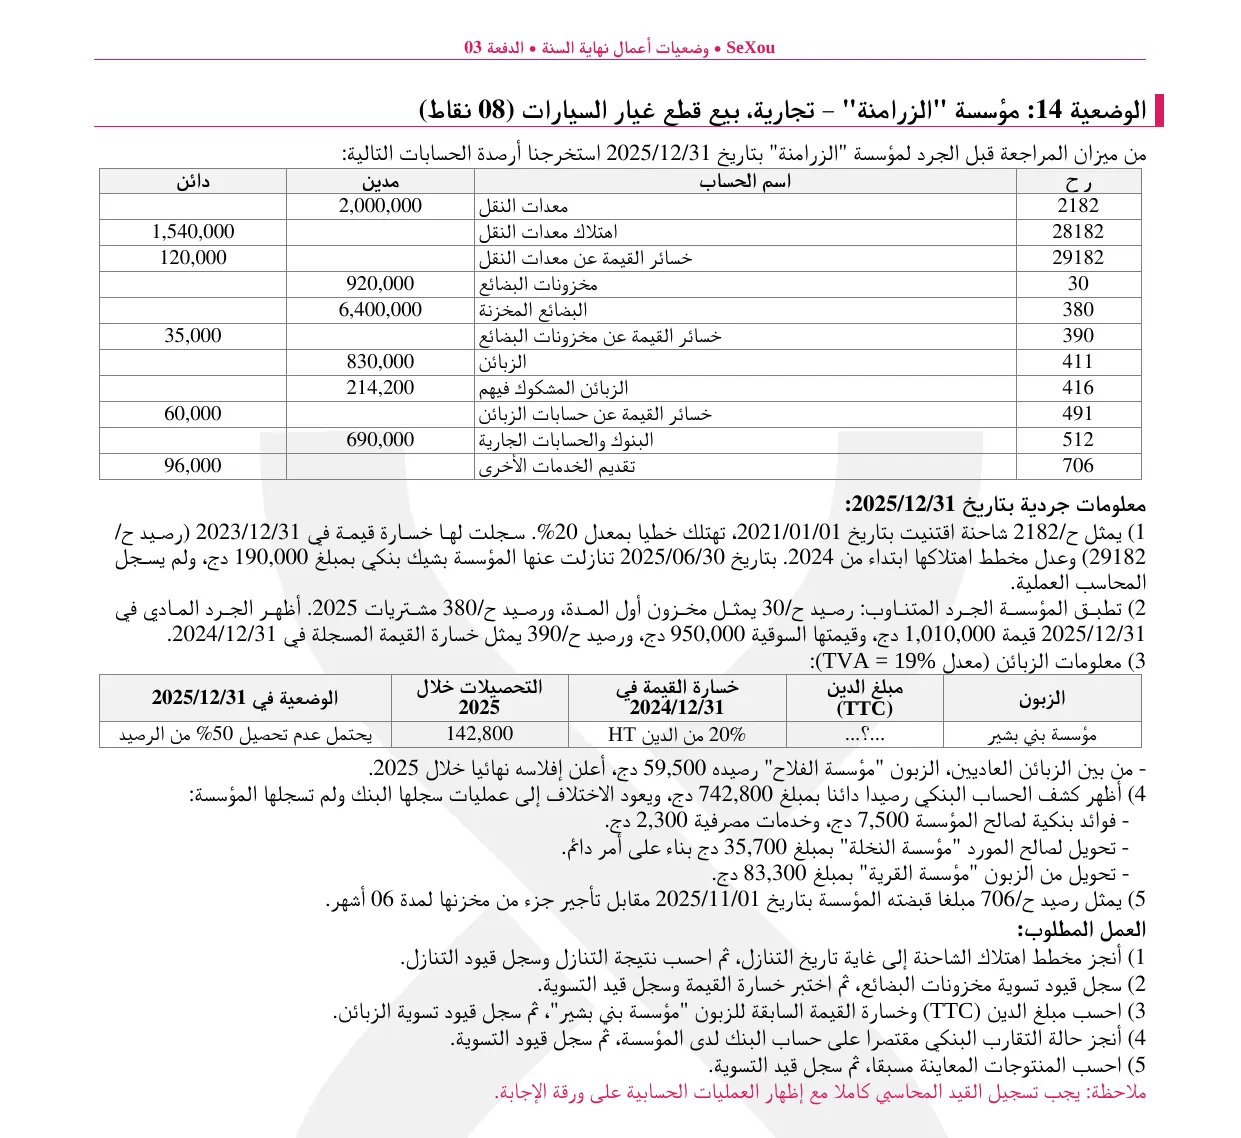 SeXou • وضعيات أعمال نهاية السنة • الدفعة 03
الوضعية 14: مؤسسة "الزرامنة" – تجارية، بيع قطع غيار السيارات (08 نقاط)
من ميزان المراجعة قبل الجرد لمؤسسة "الزرامنة" بتاريخ 2025/12/31 استخرجنا أرصدة الحسابات التالية:
ر ح اسم الحساب مدين دائن
2182 معدات النقل 2,000,000
28182 اهتلاك معدات النقل 1,540,000
29182 خسائر القيمة عن معدات النقل 120,000
30 مخزونات البضائع 920,000
380 البضائع المخزنة 6,400,000
390 خسائر القيمة عن مخزونات البضائع 35,000
411 الزبائن 830,000
416 الزبائن المشكوك فيهم 214,200
491 خسائر القيمة عن حسابات الزبائن 60,000
512 البنوك والحسابات الجارية 690,000
706 تقديم الخدمات الأخرى 96,000
معلومات جردية بتاريخ 2025/12/31:
1) يمثل ح/2182 شاحنة اقتنيت بتاريخ 2021/01/01، تهتلك خطيا بمعدل 20%. سجلت لها خسارة قيمة في 2023/12/31 (رصيد ح/
29182) وعدل مخطط اهتلاكها ابتداء من 2024. بتاريخ 2025/06/30 تنازلت عنها المؤسسة بشيك بنكي بمبلغ 190,000 دج، ولم يسجل
المحاسب العملية.
2) تطبق المؤسسة الجرد المتناوب: رصيد ح/30 يمثل مخزون أول المدة، ورصيد ح/380 مشتريات 2025. أظهر الجرد المادي في
2025/12/31 قيمة 1,010,000 دج، وقيمتها السوقية 950,000 دج، ورصيد ح/390 يمثل خسارة القيمة المسجلة في 2024/12/31.
3) معلومات الزبائن (معدل TVA = 19%):
الزبون مبلغ الدين (TTC) خسارة القيمة في 2024/12/31 التحصيلات خلال 2025 الوضعية في 2025/12/31
مؤسسة بني بشير ...؟... 20% من الدين HT 142,800 يحتمل عدم تحصيل 50% من الرصيد
- من بين الزبائن العاديين، الزبون "مؤسسة الفلاح" رصيده 59,500 دج، أعلن إفلاسه نهائيا خلال 2025.
4) أظهر كشف الحساب البنكي رصيدا دائنا بمبلغ 742,800 دج، ويعود الاختلاف إلى عمليات سجلها البنك ولم تسجلها المؤسسة:
- فوائد بنكية لصالح المؤسسة 7,500 دج، وخدمات مصرفية 2,300 دج.
- تحويل لصالح المورد "مؤسسة النخلة" بمبلغ 35,700 دج بناء على أمر دائم.
- تحويل من الزبون "مؤسسة القرية" بمبلغ 83,300 دج.
5) يمثل رصيد ح/706 مبلغا قبضته المؤسسة بتاريخ 2025/11/01 مقابل تأجير جزء من مخزنها لمدة 06 أشهر.
العمل المطلوب:
1) أنجز مخطط اهتلاك الشاحنة إلى غاية تاريخ التنازل، ثم احسب نتيجة التنازل وسجل قيود التنازل.
2) سجل قيود تسوية مخزونات البضائع، ثم اختبر خسارة القيمة وسجل قيد التسوية.
3) احسب مبلغ الدين (TTC) وخسارة القيمة السابقة للزبون "مؤسسة بني بشير"، ثم سجل قيود تسوية الزبائن.
4) أنجز حالة التقارب البنكي مقتصرا على حساب البنك لدى المؤسسة، ثم سجل قيود التسوية.
5) احسب المنتوجات المعاينة مسبقا، ثم سجل قيد التسوية.
ملاحظة: يجب تسجيل القيد المحاسبي كاملا مع إظهار العمليات الحسابية على ورقة الإجابة.